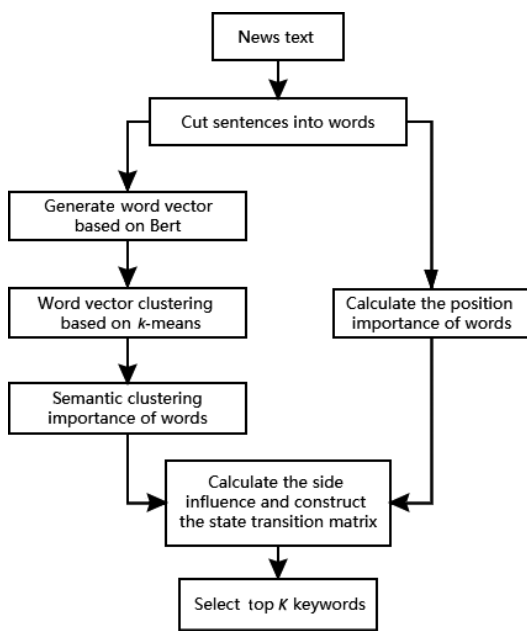 News text
Cut sentences into words
Generate word vector
based on Bert
Word vector clustering
based on k-means
Calculate the position
importance of words
Semantic clustering
importance of words
Calculate the side
influence and construct
the state transition matrix
Select top K keywords